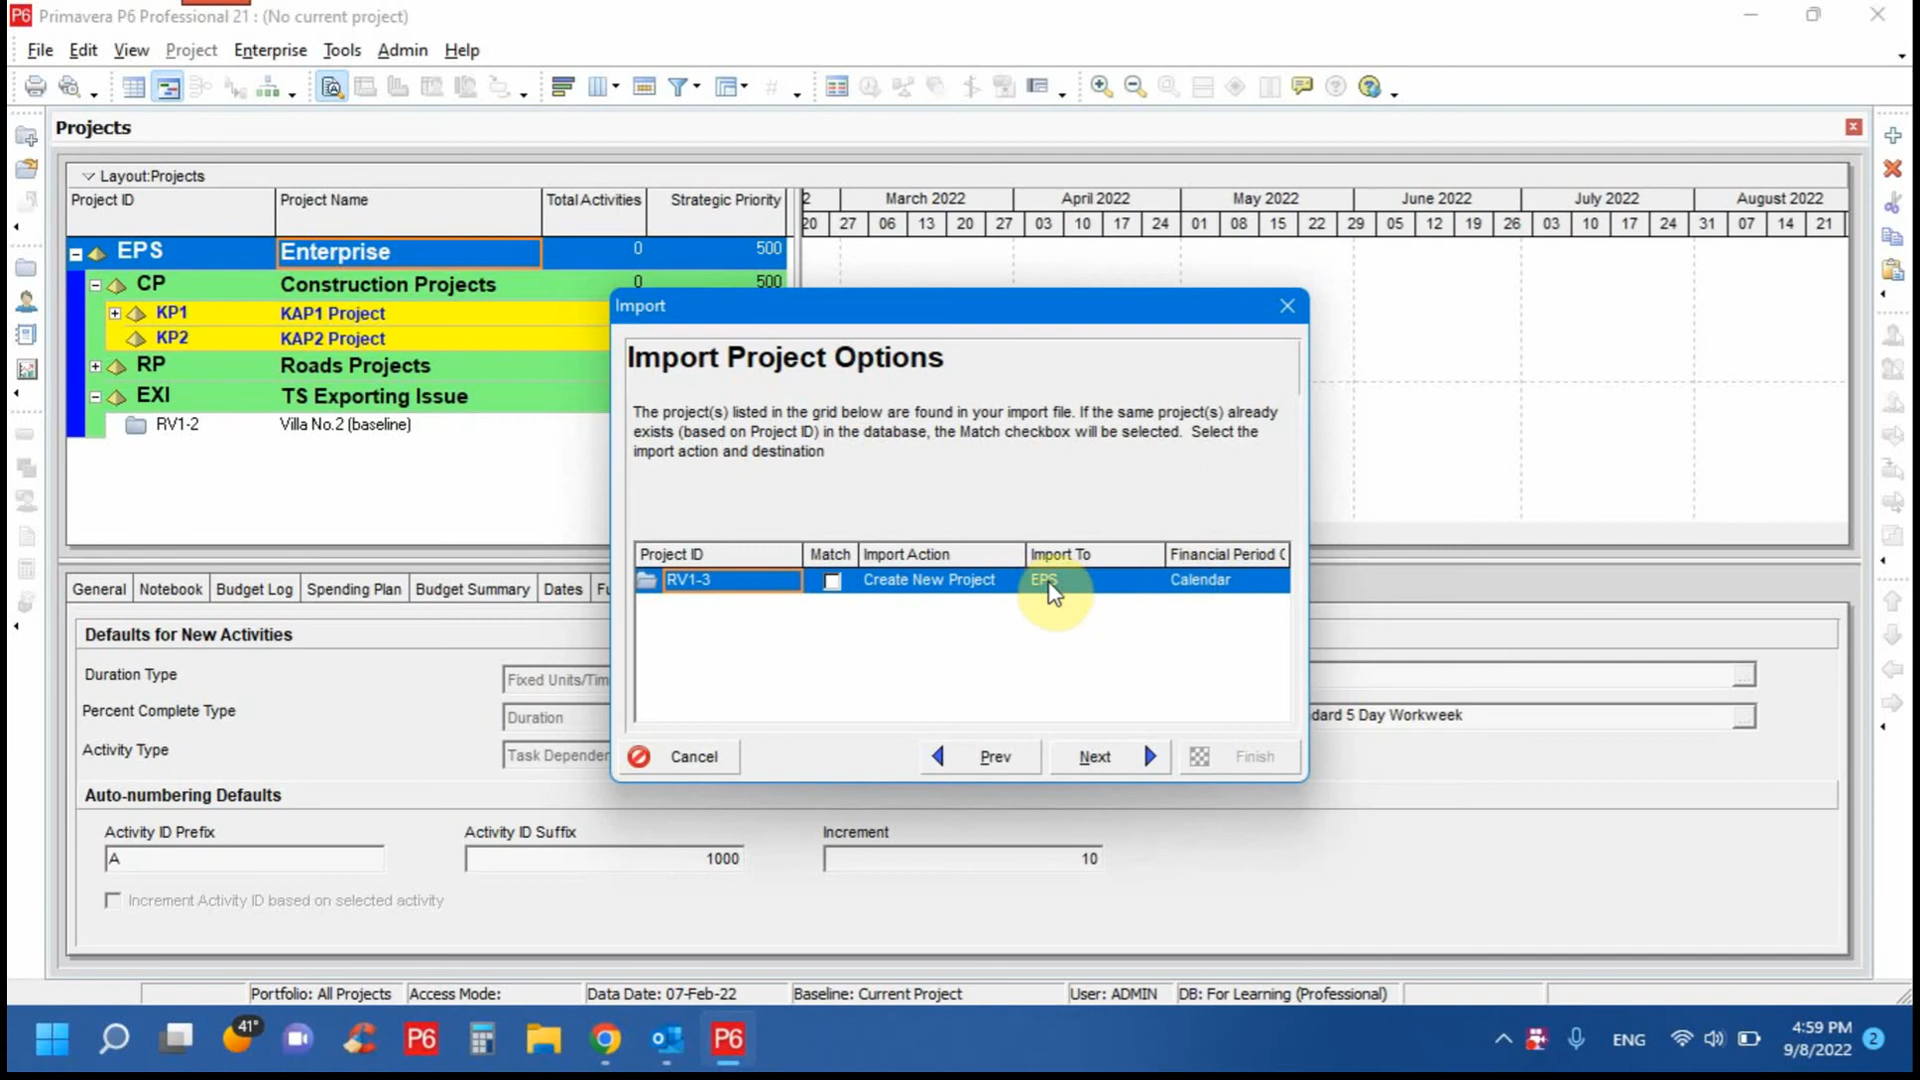 Primavera P6 Professional 21 : (No current project)
File Edit View Project Enterprise Tools Admin Help
Projects
Layout:Projects
Project ID Project Name Total Activities Strategic Priority
2 March 2022 April 2022 May 2022 June 2022 July 2022 August 2022
20 27 06 13 20 27 03 10 17 24 01 08 15 22 29 05 12 19 26 03 10 17 24 31 07 14 21
EPS Enterprise 0 500
CP Construction Projects 0 500
KP1 KAP1 Project
KP2 KAP2 Project
RP Roads Projects
EXI TS Exporting Issue
RV1-2 Villa No.2 (baseline)
Import
Import Project Options
The project(s) listed in the grid below are found in your import file. If the same project(s) already
exists (based on Project ID) in the database, the Match checkbox will be selected. Select the
import action and destination
Project ID Match Import Action Import To Financial Period C
RV1-3 Create New Project EPS Calendar
Cancel Prev Next Finish
General Notebook Budget Log Spending Plan Budget Summary Dates Fu
Defaults for New Activities
Duration Type Fixed Units/Tim
Percent Complete Type Duration
dard 5 Day Workweek
Activity Type Task Dependen
Auto-numbering Defaults
Activity ID Prefix Activity ID Suffix Increment
A 1000 10
Increment Activity ID based on selected activity
Portfolio: All Projects Access Mode: Data Date: 07-Feb-22 Baseline: Current Project User: ADMIN DB: For Learning (Professional)
41°
P6 P6
ENG
4:59 PM
9/8/2022
2